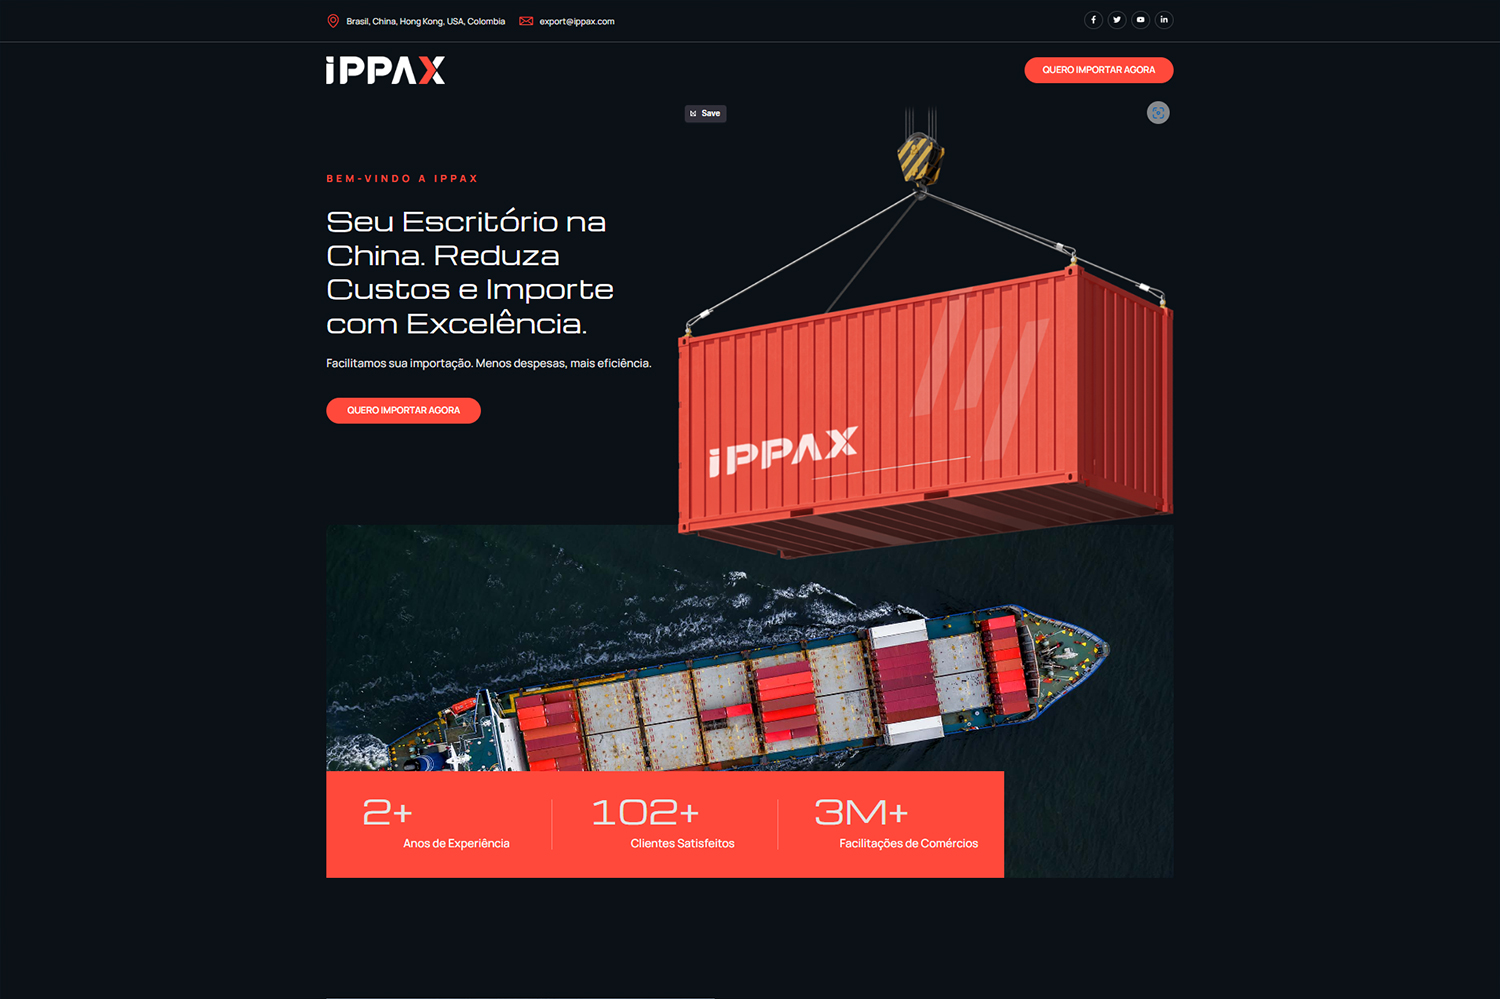 Brasil, China, Hong Kong, USA, Colombia
export@ippax.com
iPPAX
QUERO IMPORTAR AGORA
Save
BEM-VINDO A IPPAX
Seu Escritório na
China. Reduza
Custos e Importe
com Excelência.
Facilitamos sua importação. Menos despesas, mais eficiência.
QUERO IMPORTAR AGORA
iPPAX
2+
Anos de Experiência
102+
Clientes Satisfeitos
3M+
Facilitações de Comércios